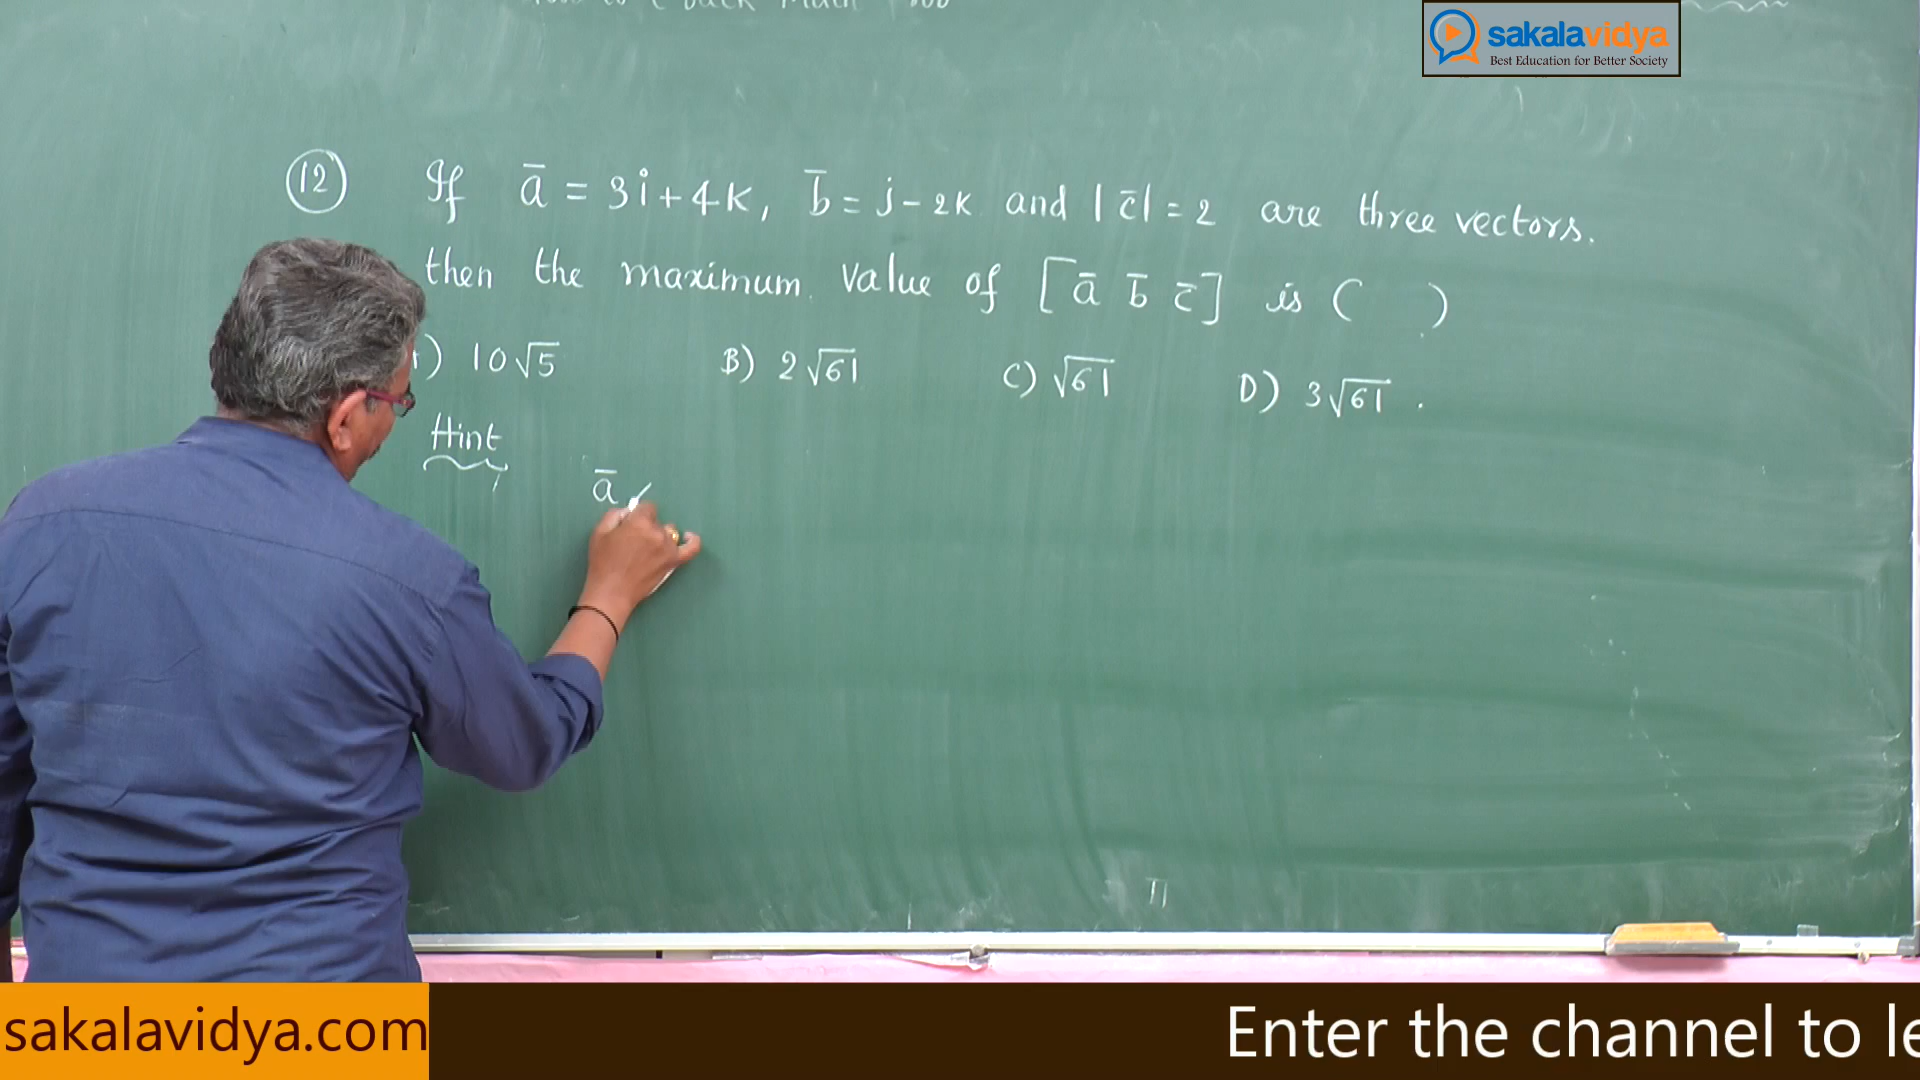 sakalavidya
Best Education for Better Society
(12) If a̅ = 3i + 4k, b̅ = j - 2k and |c̅| = 2 are three vectors.
then the maximum value of [a̅ b̅ c̅] is ( )
) 10√5 B) 2√61 C) √61 D) 3√61 .
Hint
a̅
sakalavidya.com
Enter the channel to le